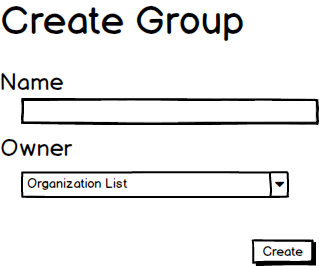 Create Group
Name
Owner
Organization List
Create